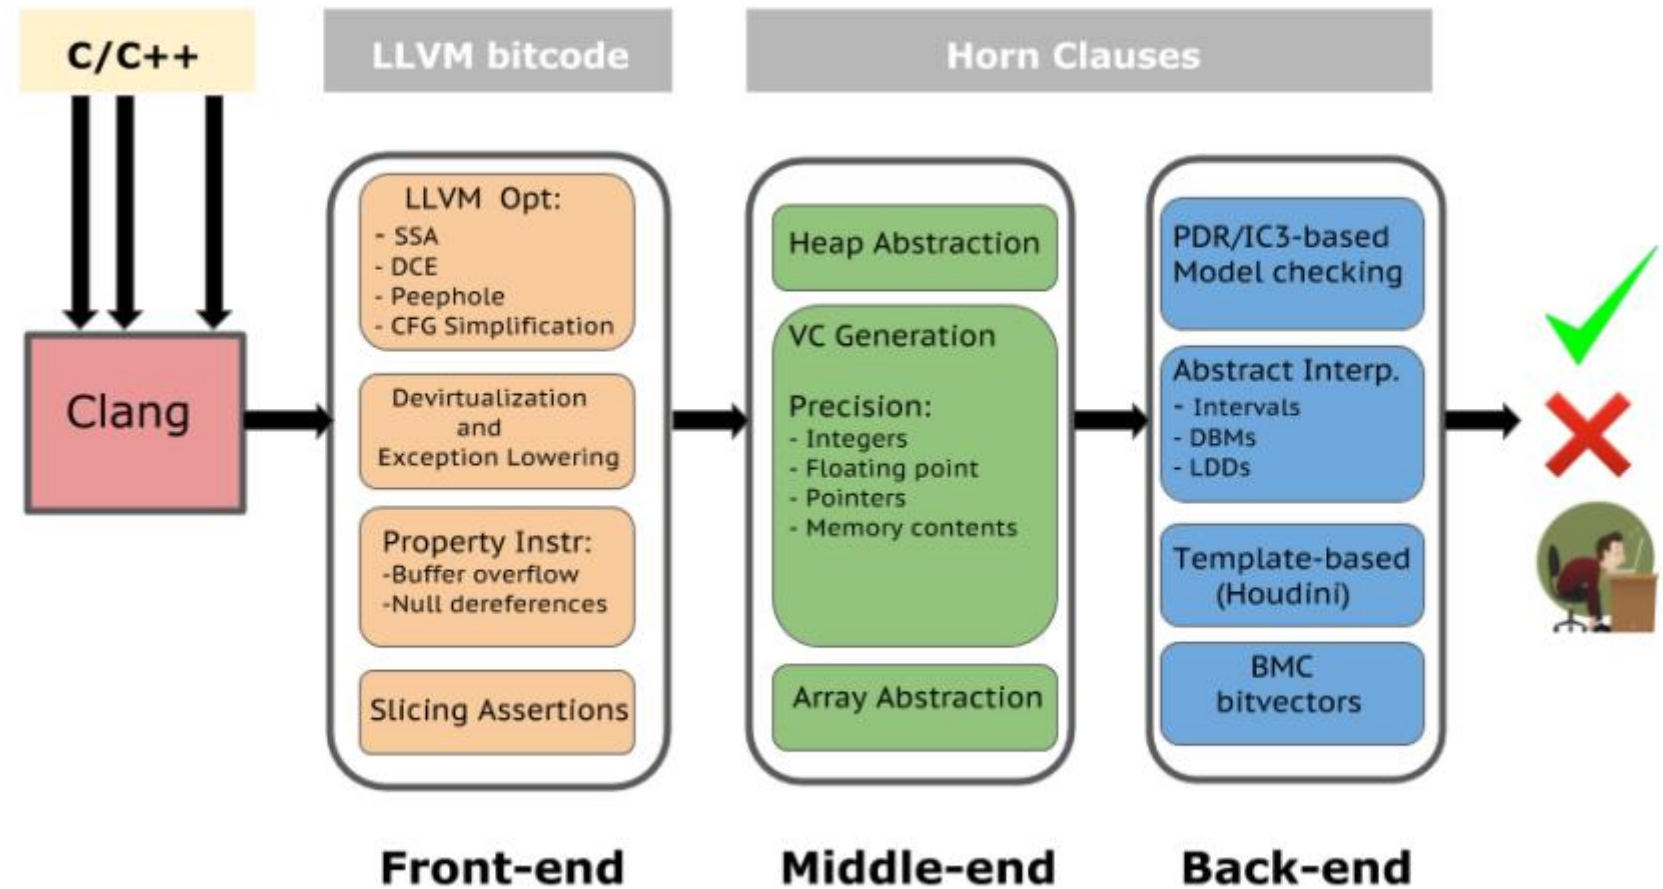 C/C++
LLVM bitcode
Horn Clauses
Clang
LLVM Opt:
- SSA
- DCE
- Peephole
- CFG Simplification
Devirtualization
and
Exception Lowering
Property Instr:
-Buffer overflow
-Null dereferences
Slicing Assertions
Heap Abstraction
VC Generation
Precision:
- Integers
- Floating point
- Pointers
- Memory contents
Array Abstraction
PDR/IC3-based
Model checking
Abstract Interp.
- Intervals
- DBMs
- LDDs
Template-based
(Houdini)
BMC
bitvectors
Front-end
Middle-end
Back-end